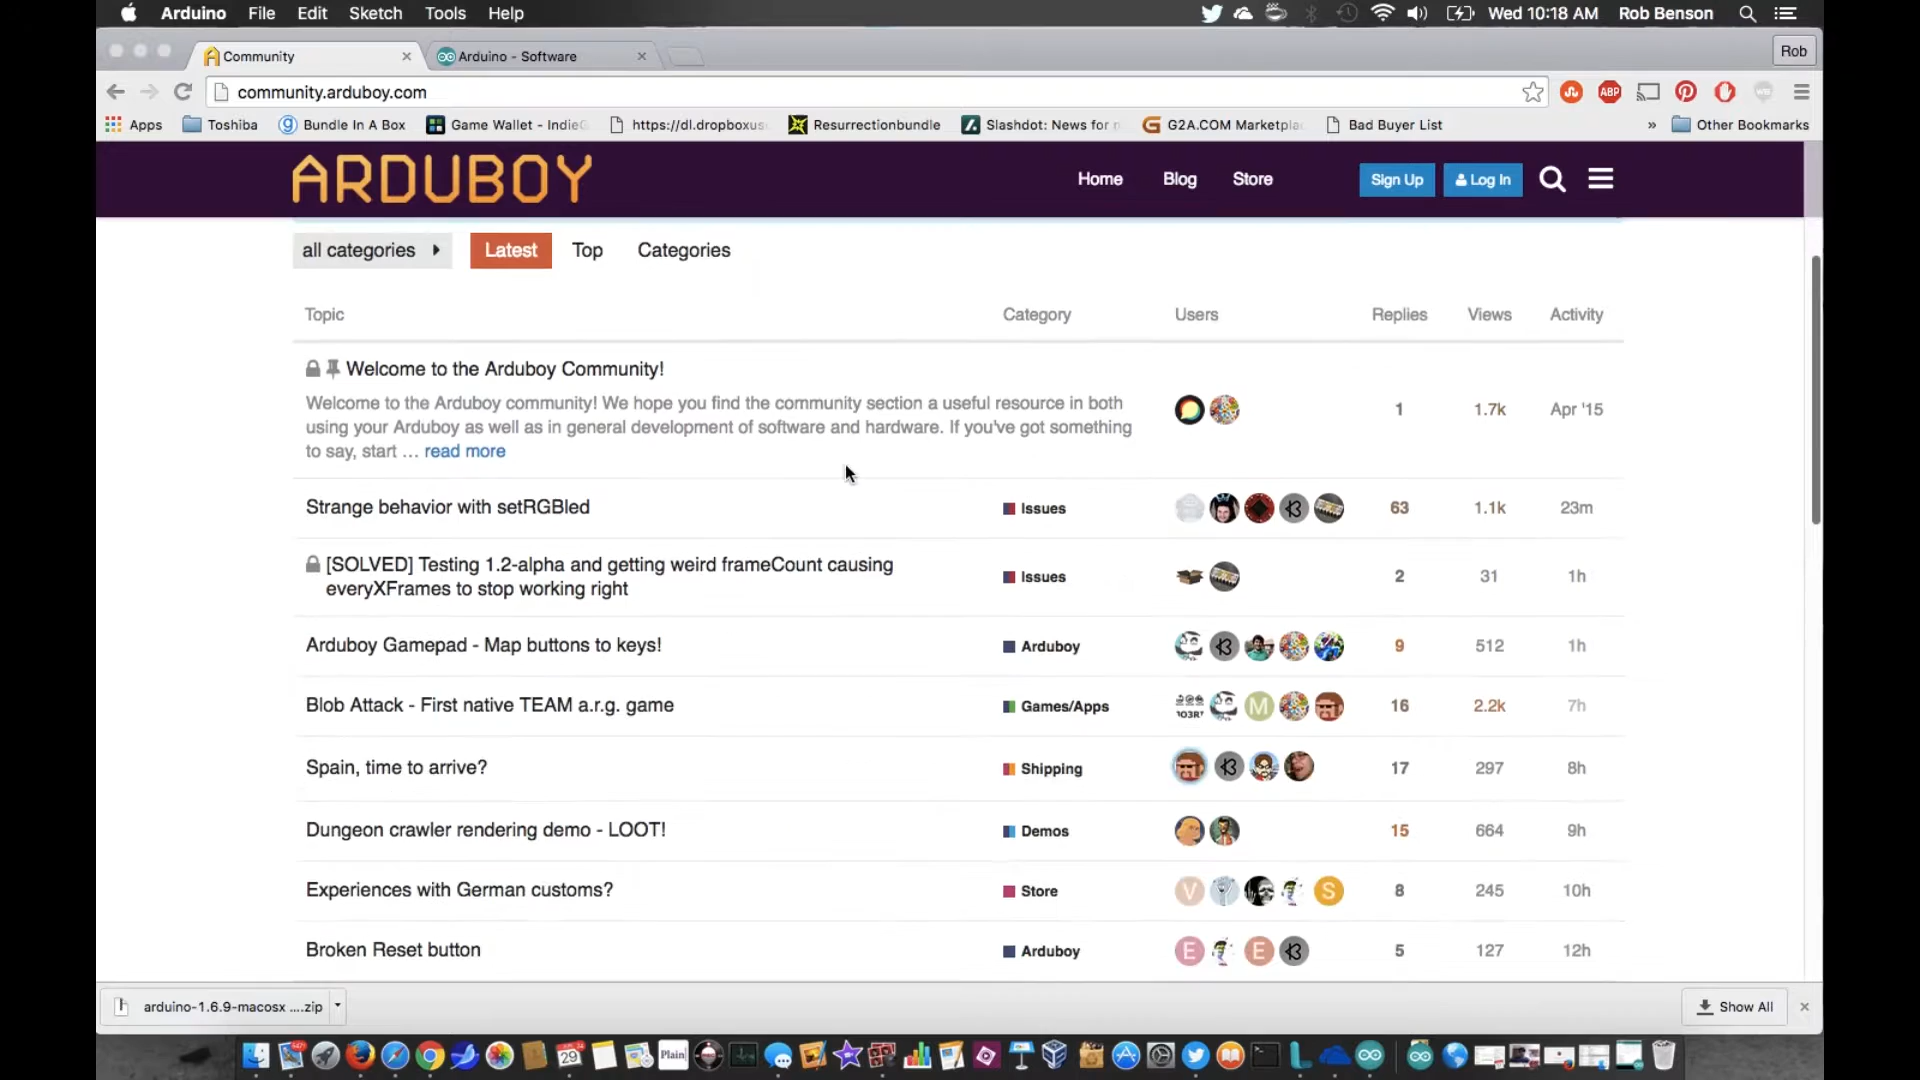 Arduino File Edit Sketch Tools Help Wed 10:18 AM Rob Benson
Community Arduino - Software Rob
community.arduboy.com ABP
Apps Toshiba Bundle In A Box Game Wallet - IndieG https://dl.dropboxus Resurrectionbundle Slashdot: News for n G2A.COM Marketpla Bad Buyer List » Other Bookmarks
ARDUBOY Home Blog Store Sign Up Log In
all categories Latest Top Categories
Topic Category Users Replies Views Activity
Welcome to the Arduboy Community!
Welcome to the Arduboy community! We hope you find the community section a useful resource in both
using your Arduboy as well as in general development of software and hardware. If you've got something
to say, start … read more
1 1.7k Apr '15
Strange behavior with setRGBled Issues 63 1.1k 23m
[SOLVED] Testing 1.2-alpha and getting weird frameCount causing
everyXFrames to stop working right
Issues 2 31 1h
Arduboy Gamepad - Map buttons to keys! Arduboy 9 512 1h
Blob Attack - First native TEAM a.r.g. game Games/Apps M 16 2.2k 7h
Spain, time to arrive? Shipping 17 297 8h
Dungeon crawler rendering demo - LOOT! Demos 15 664 9h
Experiences with German customs? Store V S 8 245 10h
Broken Reset button Arduboy E E 5 127 12h
arduino-1.6.9-macosx ....zip Show All
29 Plain